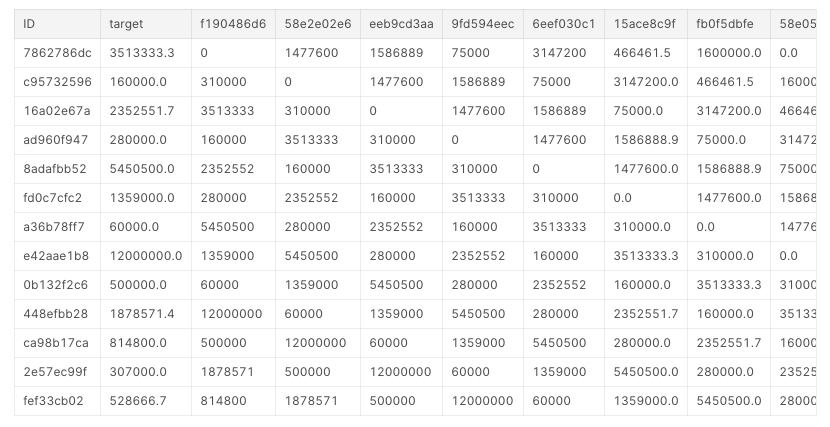 ID target f190486d6 58e2e02e6 eeb9cd3aa 9fd594eec 6eef030c1 15ace8c9f fb0f5dbfe 58e05
7862786dc 3513333.3 0 1477600 1586889 75000 3147200 466461.5 1600000.0 0.0
c95732596 160000.0 310000 0 1477600 1586889 75000 3147200.0 466461.5 16000
16a02e67a 2352551.7 3513333 310000 0 1477600 1586889 75000.0 3147200.0 46646
ad960f947 280000.0 160000 3513333 310000 0 1477600 1586888.9 75000.0 31472
8adafbb52 5450500.0 2352552 160000 3513333 310000 0 1477600.0 1586888.9 75000
fd0c7cfc2 1359000.0 280000 2352552 160000 3513333 310000 0.0 1477600.0 15868
a36b78ff7 60000.0 5450500 280000 2352552 160000 3513333 310000.0 0.0 14776
e42aae1b8 12000000.0 1359000 5450500 280000 2352552 160000 3513333.3 310000.0 0.0
0b132f2c6 500000.0 60000 1359000 5450500 280000 2352552 160000.0 3513333.3 31000
448efbb28 1878571.4 12000000 60000 1359000 5450500 280000 2352551.7 160000.0 35133
ca98b17ca 814800.0 500000 12000000 60000 1359000 5450500 280000.0 2352551.7 16000
2e57ec99f 307000.0 1878571 500000 12000000 60000 1359000 5450500.0 280000.0 23525
fef33cb02 528666.7 814800 1878571 500000 12000000 60000 1359000.0 5450500.0 28000